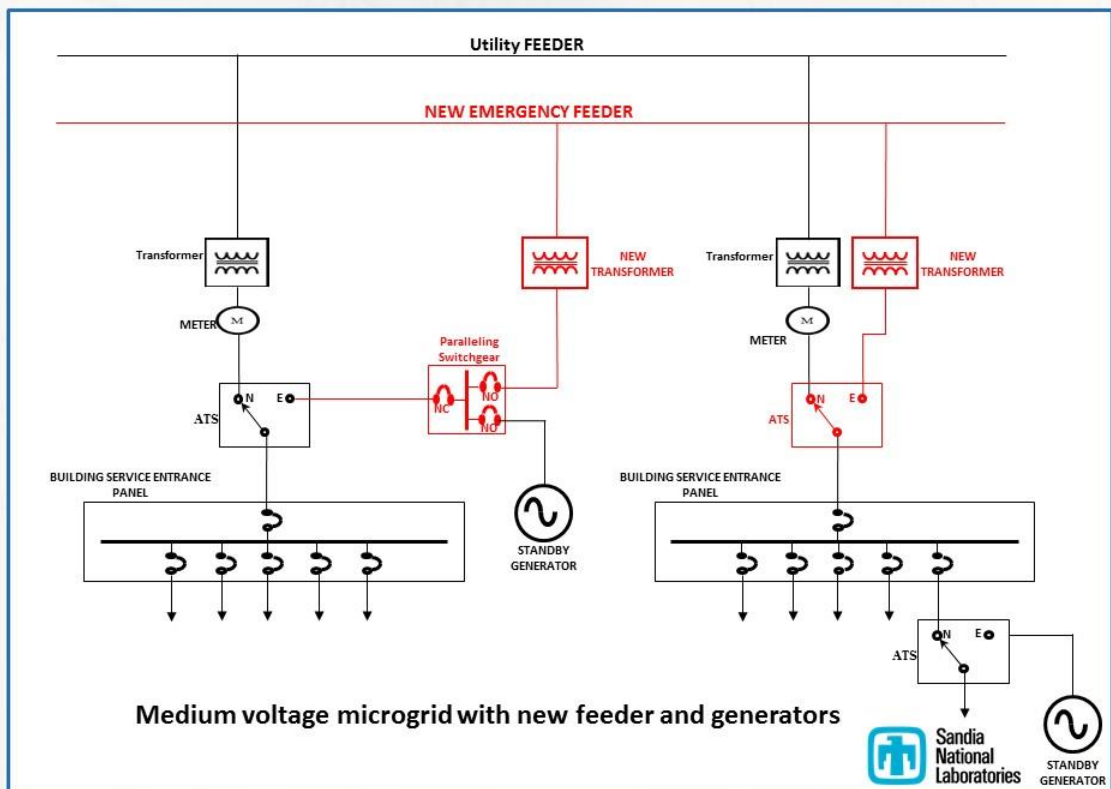 Utility FEEDER
NEW EMERGENCY FEEDER
Transformer
NEW
TRANSFORMER
Transformer
NEW
TRANSFORMER
METER
M
METER
M
Paralleling
Switchgear
NC
NO
NO
ATS
N
E
ATS
N
E
BUILDING SERVICE ENTRANCE
PANEL
STANDBY
GENERATOR
BUILDING SERVICE ENTRANCE
PANEL
ATS
N
E
STANDBY
GENERATOR
Medium voltage microgrid with new feeder and generators
Sandia
National
Laboratories